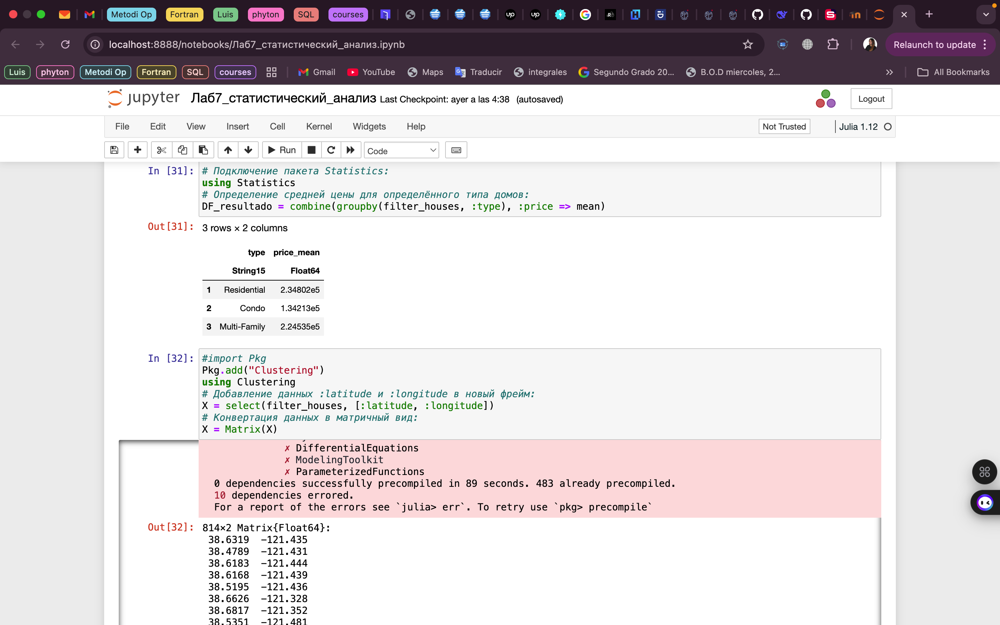 Metodi Op
Fortran
Luis
phyton
SQL
courses
localhost:8888/notebooks/Лаб7_статистический_анализ.ipynb
Relaunch to update
Luis
phyton
Metodi Op
Fortran
SQL
courses
Gmail
YouTube
Maps
Traducir
integrales
Segundo Grado 20...
B.O.D miercoles, 2...
All Bookmarks
jupyter Лаб7_статистический_анализ Last Checkpoint: ayer a las 4:38 (autosaved)
Logout
File Edit View Insert Cell Kernel Widgets Help
Not Trusted
Julia 1.12
Run
Code
In [31]:
# Подключение пакета Statistics:
using Statistics
# Определение средней цены для определённого типа домов:
DF_resultado = combine(groupby(filter_houses, :type), :price => mean)
Out[31]: 3 rows × 2 columns
type price_mean
String15 Float64
1 Residential 2.34802e5
2 Condo 1.34213e5
3 Multi-Family 2.24535e5
In [32]:
#import Pkg
Pkg.add("Clustering")
using Clustering
# Добавление данных :latitude и :longitude в новый фрейм:
X = select(filter_houses, [:latitude, :longitude])
# Конвертация данных в матричный вид:
X = Matrix(X)
✗ DifferentialEquations
✗ ModelingToolkit
✗ ParameterizedFunctions
0 dependencies successfully precompiled in 89 seconds. 483 already precompiled.
10 dependencies errored.
For a report of the errors see `julia> err`. To retry use `pkg> precompile`
Out[32]: 814×2 Matrix{Float64}:
38.6319 -121.435
38.4789 -121.431
38.6183 -121.444
38.6168 -121.439
38.5195 -121.436
38.6626 -121.328
38.6817 -121.352
38.5351 -121.481